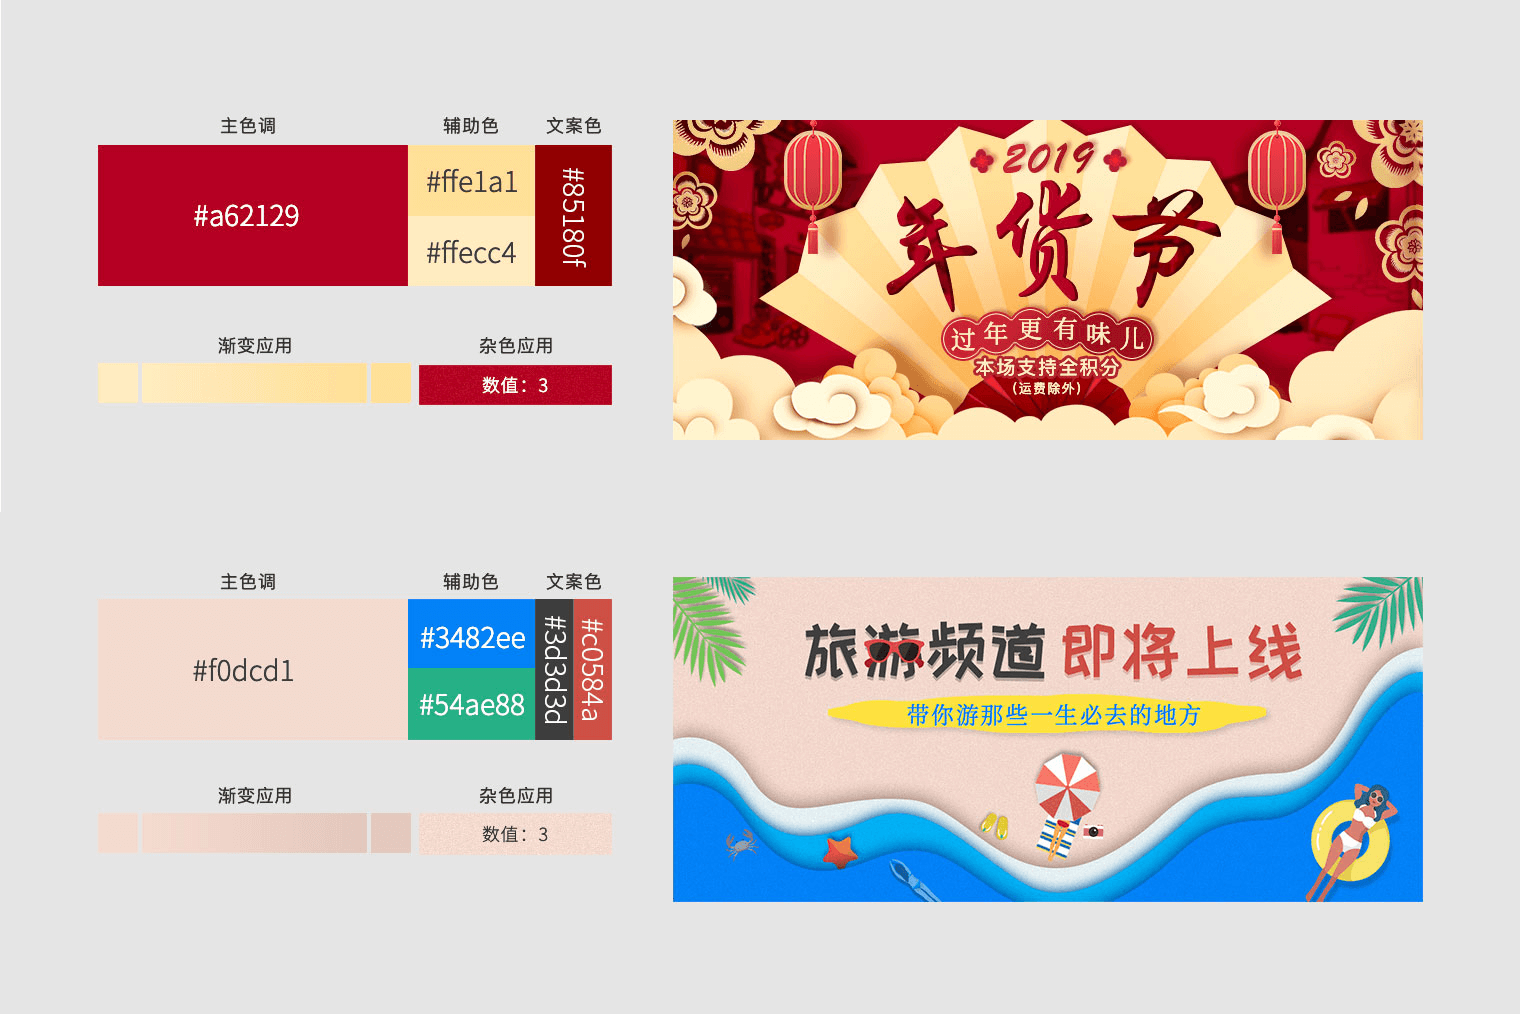 主色调
辅助色
文案色
#a62129
#ffe1a1
#ffecc4
#85180f
渐变应用
杂色应用
数值：3
2019
年货节
过年更有味儿
本场支持全积分
（运费除外）
主色调
辅助色
文案色
#f0dcd1
#3482ee
#54ae88
#3d3d3d
#c0584a
渐变应用
杂色应用
数值：3
旅游频道 即将上线
带你游那些一生必去的地方